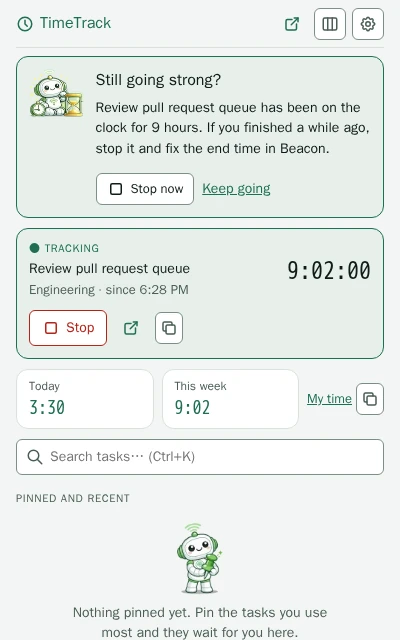 TimeTrack
Still going strong?
Review pull request queue has been on the
clock for 9 hours. If you finished a while ago,
stop it and fix the end time in Beacon.
Stop now
Keep going
TRACKING
Review pull request queue
9:02:00
Engineering · since 6:28 PM
Stop
Today
3:30
This week
9:02
My time
Search tasks··· (Ctrl+K)
PINNED AND RECENT
Nothing pinned yet. Pin the tasks you use
most and they wait for you here.